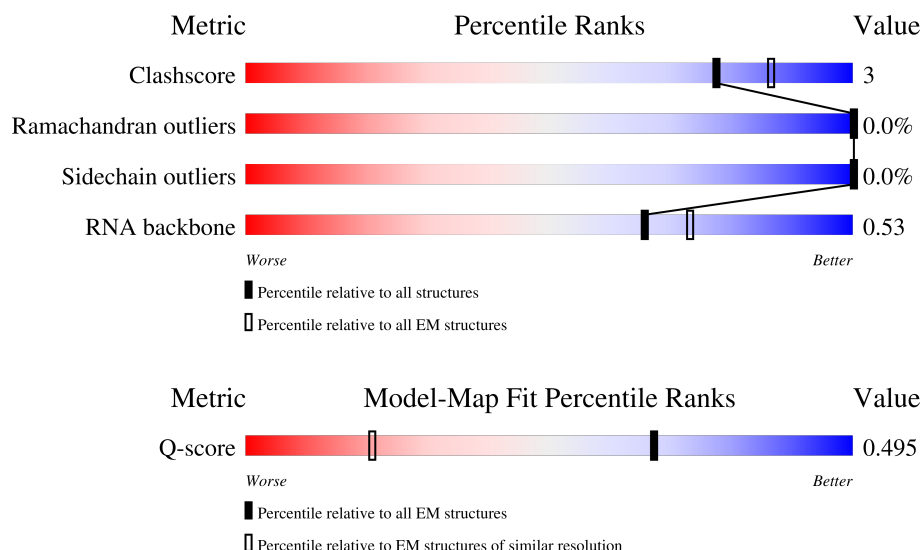 Metric Percentile Ranks Value
Clashscore 3
Ramachandran outliers 0.0%
Sidechain outliers 0.0%
RNA backbone 0.53
Worse Better
Percentile relative to all structures
Percentile relative to all EM structures
Metric Model-Map Fit Percentile Ranks Value
Q-score 0.495
Worse Better
Percentile relative to all EM structures
Percentile relative to EM structures of similar resolution